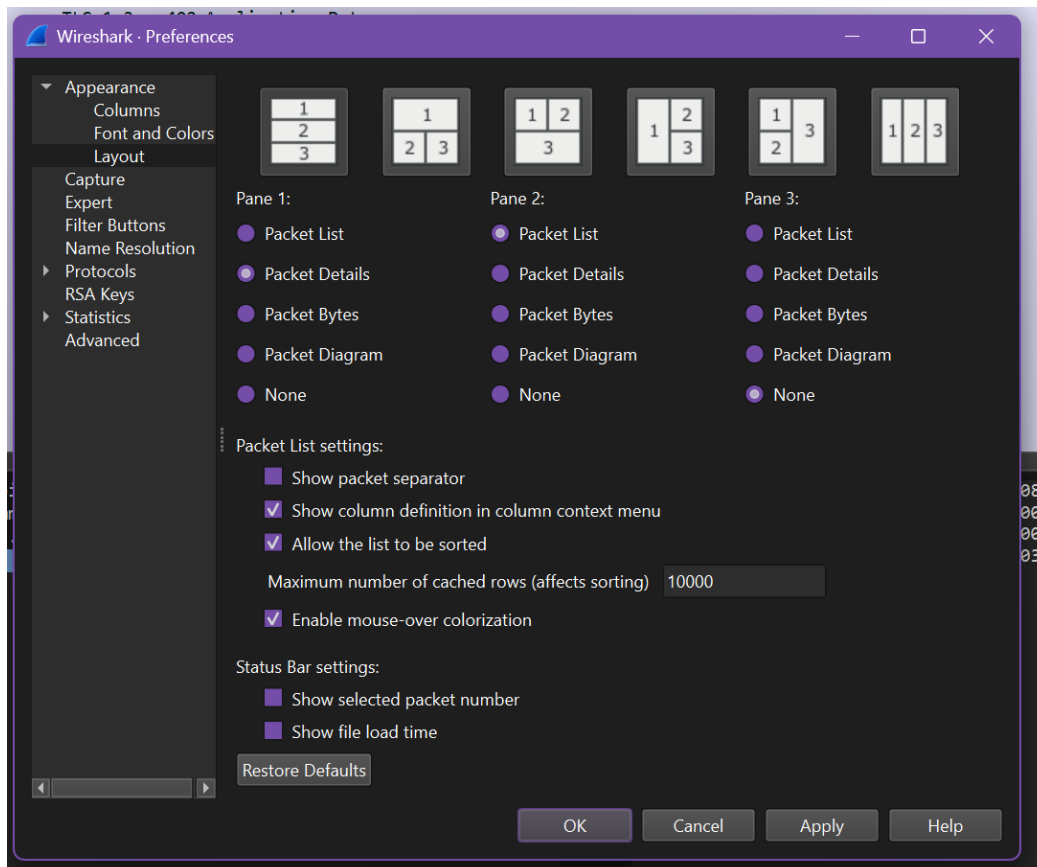 Wireshark · Preferences
Appearance
Columns
Font and Colors
Layout
Capture
Expert
Filter Buttons
Name Resolution
Protocols
RSA Keys
Statistics
Advanced
1 2 3
1 2 3
1 2 3
1 2 3
1 2 3
1 2 3
Pane 1: Pane 2: Pane 3:
Packet List Packet List Packet List
Packet Details Packet Details Packet Details
Packet Bytes Packet Bytes Packet Bytes
Packet Diagram Packet Diagram Packet Diagram
None None None
Packet List settings:
Show packet separator
Show column definition in column context menu
Allow the list to be sorted
Maximum number of cached rows (affects sorting) 10000
Enable mouse-over colorization
Status Bar settings:
Show selected packet number
Show file load time
Restore Defaults
OK Cancel Apply Help